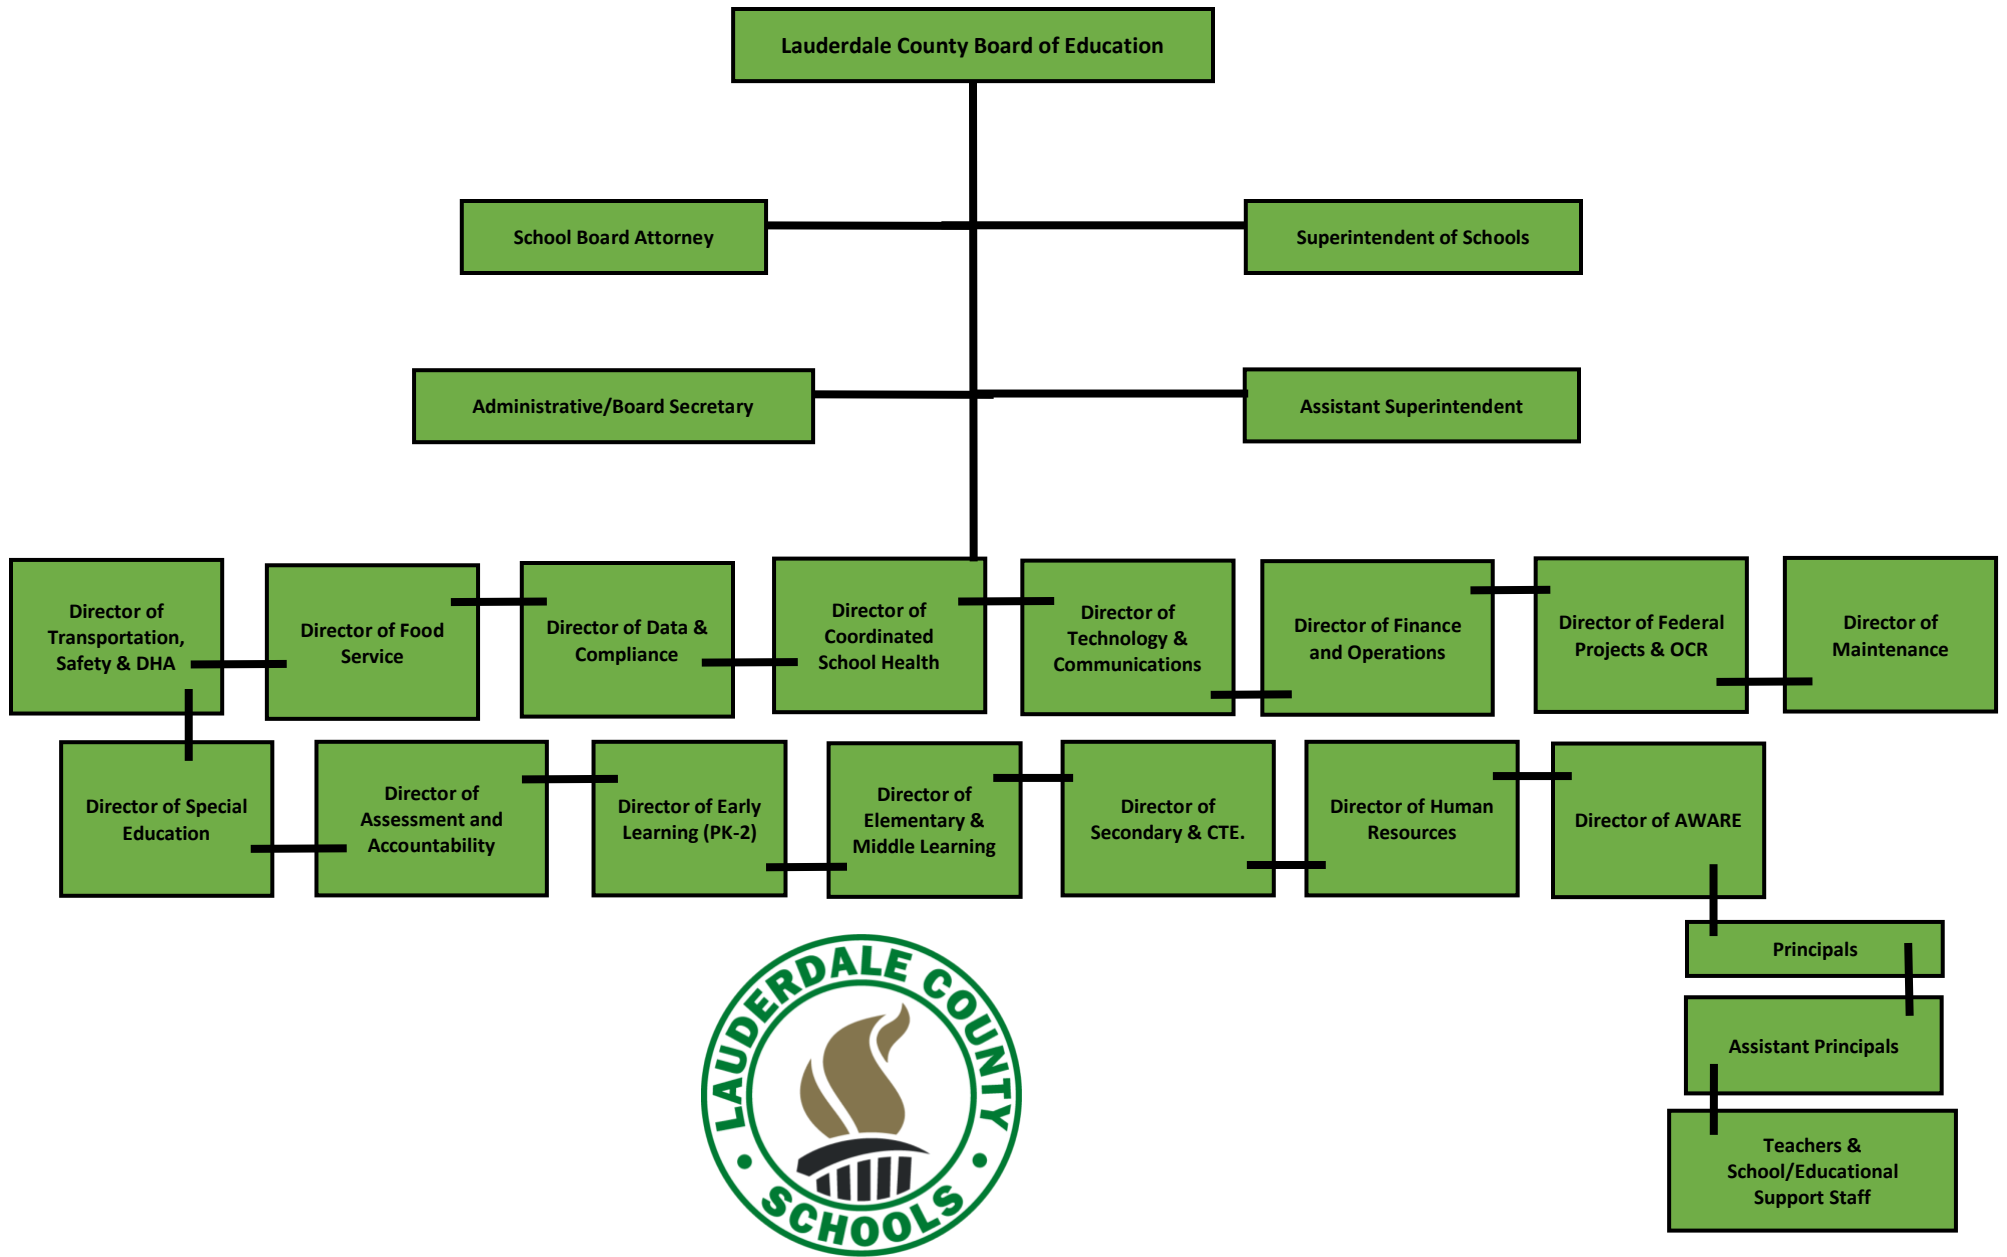 Lauderdale County Board of Education
School Board Attorney
Superintendent of Schools
Administrative/Board Secretary
Assistant Superintendent
Director of
Transportation,
Safety & DHA
Director of Food
Service
Director of Data &
Compliance
Director of
Coordinated
School Health
Director of
Technology &
Communications
Director of Finance
and Operations
Director of Federal
Projects & OCR
Director of
Maintenance
Director of Special
Education
Director of
Assessment and
Accountability
Director of Early
Learning (PK-2)
Director of
Elementary &
Middle Learning
Director of
Secondary & CTE.
Director of Human
Resources
Director of AWARE
Principals
Assistant Principals
Teachers &
School/Educational
Support Staff
LAUDERDALE COUNTY
• SCHOOLS •